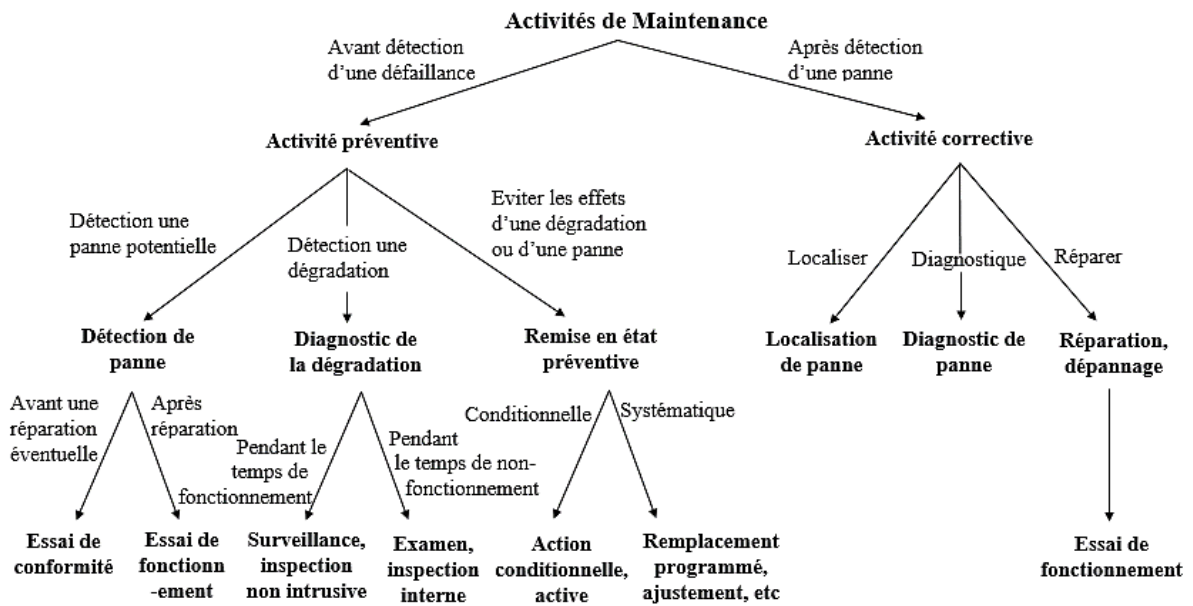 Activités de Maintenance
Avant détection
d’une défaillance
Après détection
d’une panne
Activité préventive
Activité corrective
Détection une
panne potentielle
Détection une
dégradation
Eviter les effets
d’une dégradation
ou d’une panne
Localiser
Diagnostique
Réparer
Détection de
panne
Diagnostic de
la dégradation
Remise en état
préventive
Localisation
de panne
Diagnostic de
panne
Réparation,
dépannage
Avant une
réparation
éventuelle
Après
réparation
Pendant le
temps de
fonctionnement
Pendant
le temps de non-
fonctionnement
Conditionnelle
Systématique
Essai de
conformité
Essai de
fonctionn
-ement
Surveillance,
inspection
non intrusive
Examen,
inspection
interne
Action
conditionnelle,
active
Remplacement
programmé,
ajustement, etc
Essai de
fonctionnement